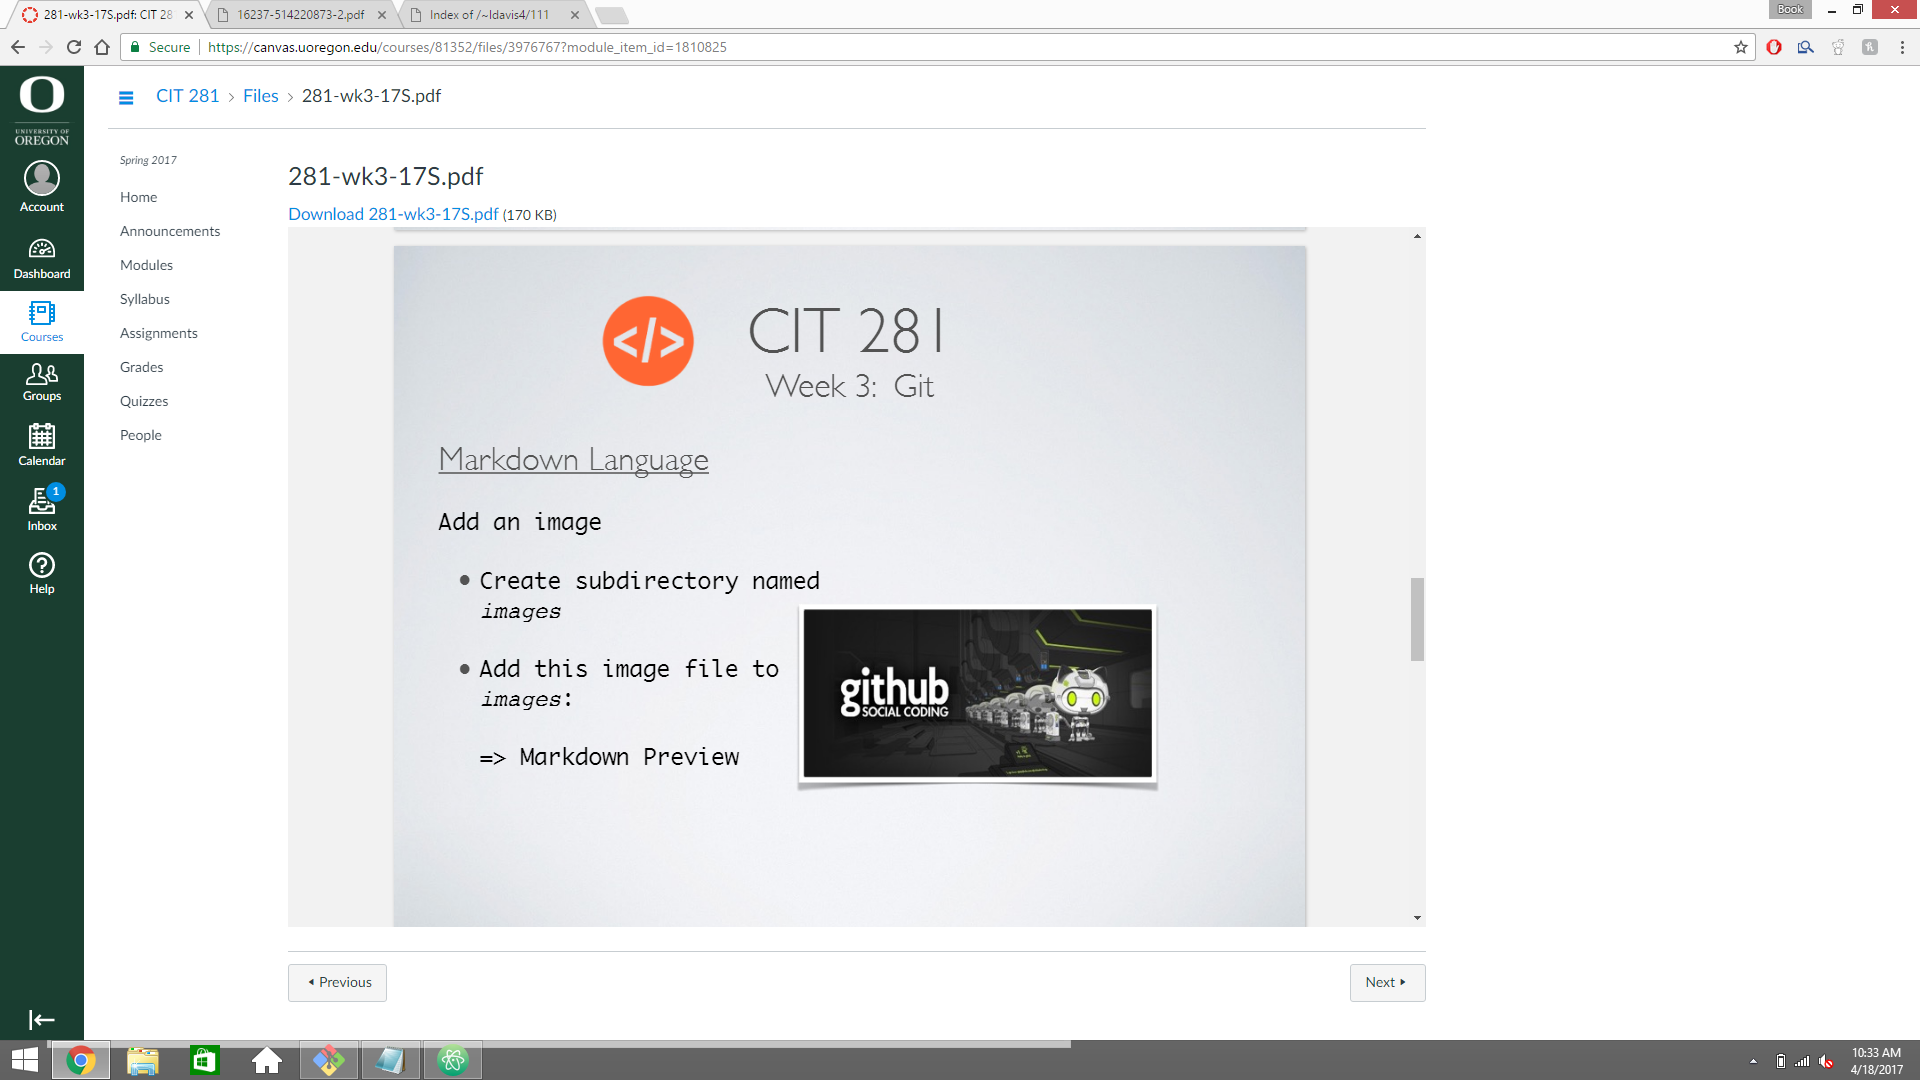 281-wk3-17S.pdf: CIT 28
16237-514220873-2.pdf
Index of /~ldavis4/111
Book
Secure
https://canvas.uoregon.edu/courses/81352/files/3976767?module_item_id=1810825
O
UNIVERSITY OF
OREGON
Account
Dashboard
Courses
Groups
Calendar
1
Inbox
Help
CIT 281 › Files › 281-wk3-17S.pdf
Spring 2017
Home
Announcements
Modules
Syllabus
Assignments
Grades
Quizzes
People
281-wk3-17S.pdf
Download 281-wk3-17S.pdf (170 KB)
</>
CIT 281
Week 3: Git
Markdown Language
Add an image
• Create subdirectory named
images
• Add this image file to
images:
=> Markdown Preview
github
SOCIAL CODING
Previous
Next
10:33 AM
4/18/2017